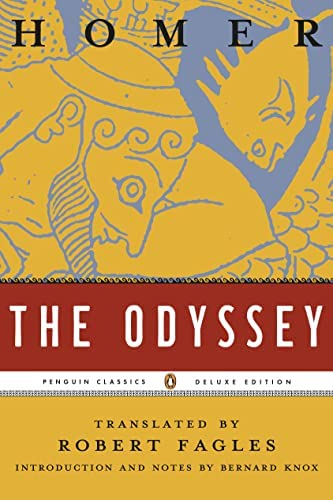 HOMER
THE ODYSSEY
PENGUIN CLASSICS DELUXE EDITION
TRANSLATED BY
ROBERT FAGLES
INTRODUCTION AND NOTES BY BERNARD KNOX